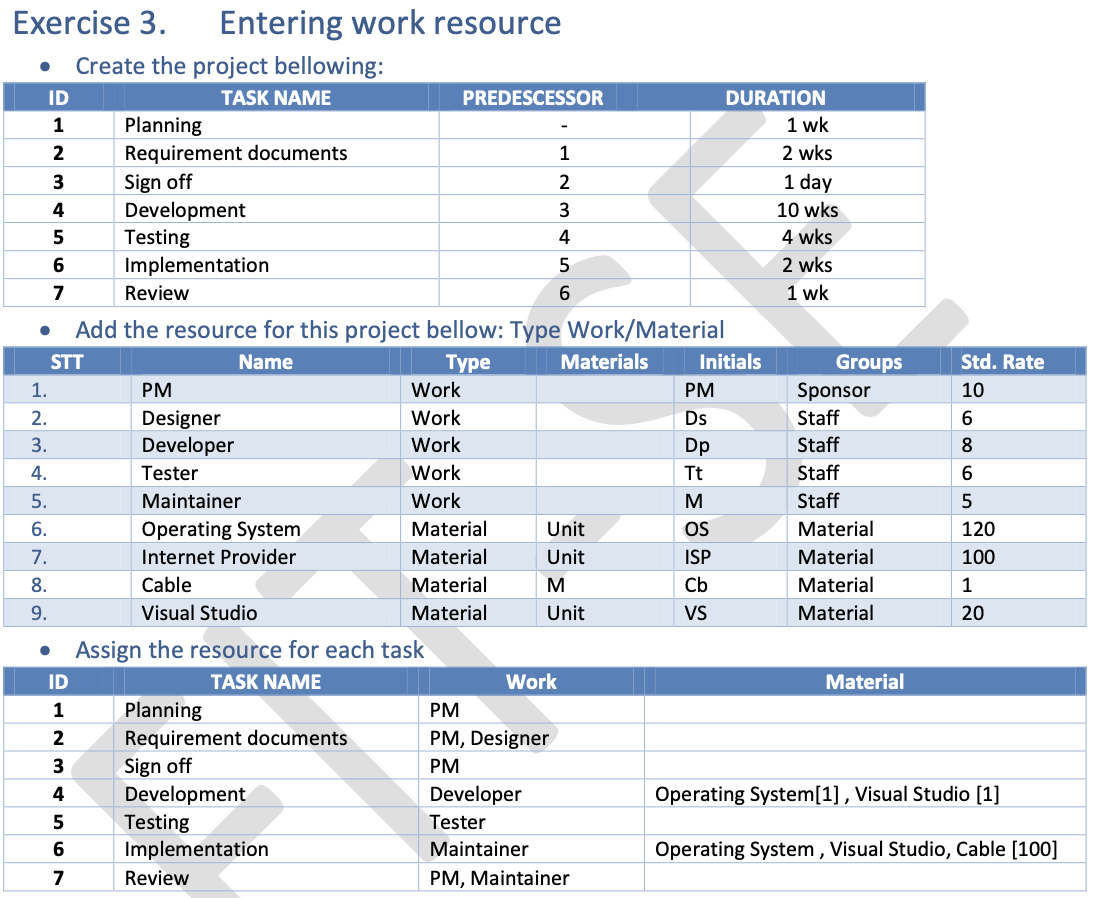 Exercise 3. Entering work resource
• Create the project bellowing:
ID TASK NAME PREDESCESSOR DURATION
1 Planning - 1 wk
2 Requirement documents 1 2 wks
3 Sign off 2 1 day
4 Development 3 10 wks
5 Testing 4 4 wks
6 Implementation 5 2 wks
7 Review 6 1 wk
• Add the resource for this project bellow: Type Work/Material
STT Name Type Materials Initials Groups Std. Rate
1. PM Work PM Sponsor 10
2. Designer Work Ds Staff 6
3. Developer Work Dp Staff 8
4. Tester Work Tt Staff 6
5. Maintainer Work M Staff 5
6. Operating System Material Unit OS Material 120
7. Internet Provider Material Unit ISP Material 100
8. Cable Material M Cb Material 1
9. Visual Studio Material Unit VS Material 20
• Assign the resource for each task
ID TASK NAME Work Material
1 Planning PM
2 Requirement documents PM, Designer
3 Sign off PM
4 Development Developer Operating System[1] , Visual Studio [1]
5 Testing Tester
6 Implementation Maintainer Operating System , Visual Studio, Cable [100]
7 Review PM, Maintainer